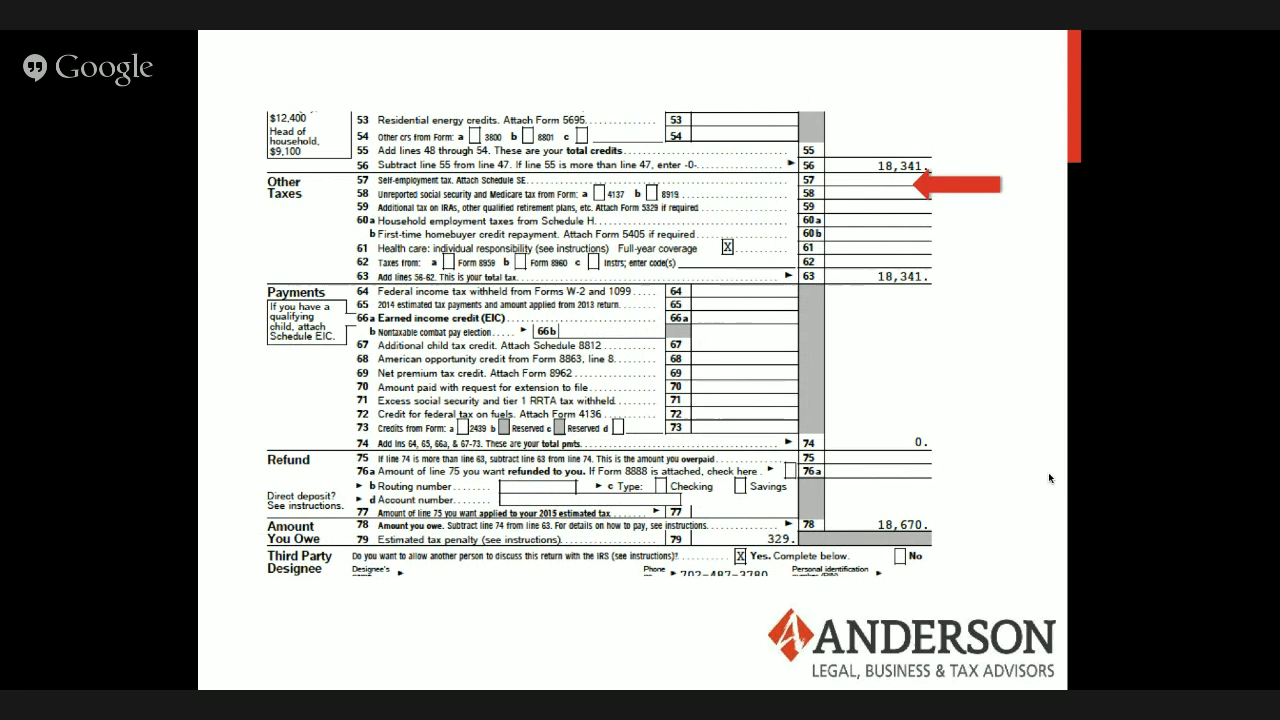 Google
$12,400
Head of
household,
$9,100
53 Residential energy credits. Attach Form 5695 53
54 Other crs from Form: a 3800 b 8801 c 54
55 Add lines 48 through 54. These are your total credits 55
56 Subtract line 55 from line 47. If line 55 is more than line 47, enter -0- 56 18,341.
Other
Taxes
57 Self-employment tax. Attach Schedule SE 57
58 Unreported social security and Medicare tax from Form: a 4137 b 8919 58
59 Additional tax on IRAs, other qualified retirement plans, etc. Attach Form 5329 if required 59
60 a Household employment taxes from Schedule H 60 a
b First-time homebuyer credit repayment. Attach Form 5405 if required 60 b
61 Health care: individual responsibility (see instructions) Full-year coverage X 61
62 Taxes from: a Form 8959 b Form 8960 c Instrs; enter code(s) 62
63 Add lines 56-62. This is your total tax 63 18,341.
Payments
If you have a
qualifying
child, attach
Schedule EIC.
64 Federal income tax withheld from Forms W-2 and 1099 64
65 2014 estimated tax payments and amount applied from 2013 return 65
66 a Earned income credit (EIC) 66 a
b Nontaxable combat pay election 66 b
67 Additional child tax credit. Attach Schedule 8812 67
68 American opportunity credit from Form 8863, line 8 68
69 Net premium tax credit. Attach Form 8962 69
70 Amount paid with request for extension to file 70
71 Excess social security and tier 1 RRTA tax withheld 71
72 Credit for federal tax on fuels. Attach Form 4136 72
73 Credits from Form: a 2439 b Reserved c Reserved d 73
74 Add lns 64, 65, 66a, & 67-73. These are your total pmts 74 0.
Refund
75 If line 74 is more than line 63, subtract line 63 from line 74. This is the amount you overpaid 75
76 a Amount of line 75 you want refunded to you. If Form 8888 is attached, check here 76 a
Direct deposit?
See instructions.
b Routing number c Type: Checking Savings
d Account number
77 Amount of line 75 you want applied to your 2015 estimated tax 77
Amount
You Owe
78 Amount you owe. Subtract line 74 from line 63. For details on how to pay, see instructions 78 18,670.
79 Estimated tax penalty (see instructions) 79 329.
Third Party
Designee
Do you want to allow another person to discuss this return with the IRS (see instructions)? X Yes. Complete below. No
Designee's Phone 702-487-3780 Personal identification
ANDERSON
LEGAL, BUSINESS & TAX ADVISORS